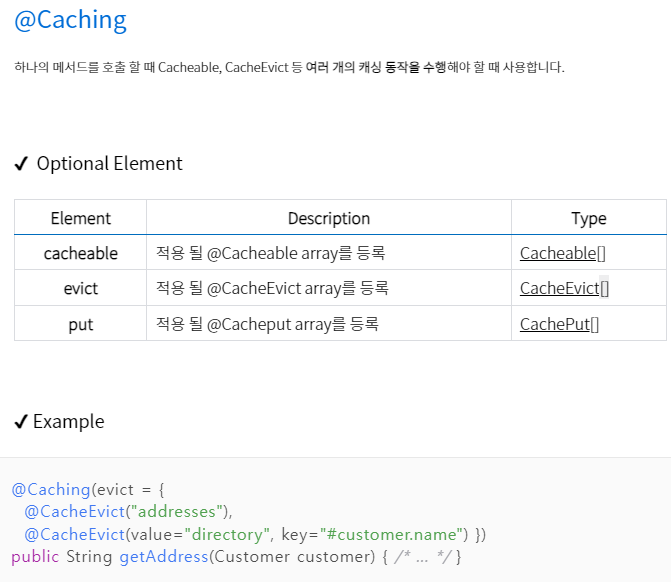 @Caching
하나의 메서드를 호출 할 때 Cacheable, CacheEvict 등 여러 개의 캐싱 동작을 수행해야 할 때 사용합니다.
✔ Optional Element
Element Description Type
cacheable 적용 될 @Cacheable array를 등록 Cacheable[]
evict 적용 될 @CacheEvict array를 등록 CacheEvict[]
put 적용 될 @Cacheput array를 등록 CachePut[]
✔ Example
@Caching(evict = {
@CacheEvict("addresses"),
@CacheEvict(value="directory", key="#customer.name") })
public String getAddress(Customer customer) { /* ... */ }